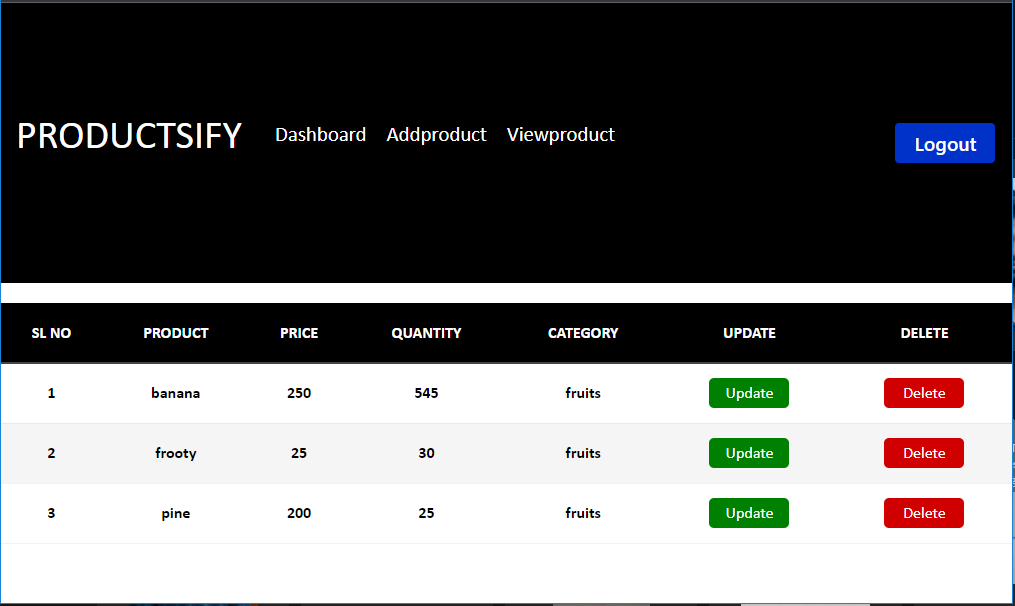 PRODUCTSIFY Dashboard Addproduct Viewproduct Logout
SL NO PRODUCT PRICE QUANTITY CATEGORY UPDATE DELETE
1 banana 250 545 fruits Update Delete
2 frooty 25 30 fruits Update Delete
3 pine 200 25 fruits Update Delete